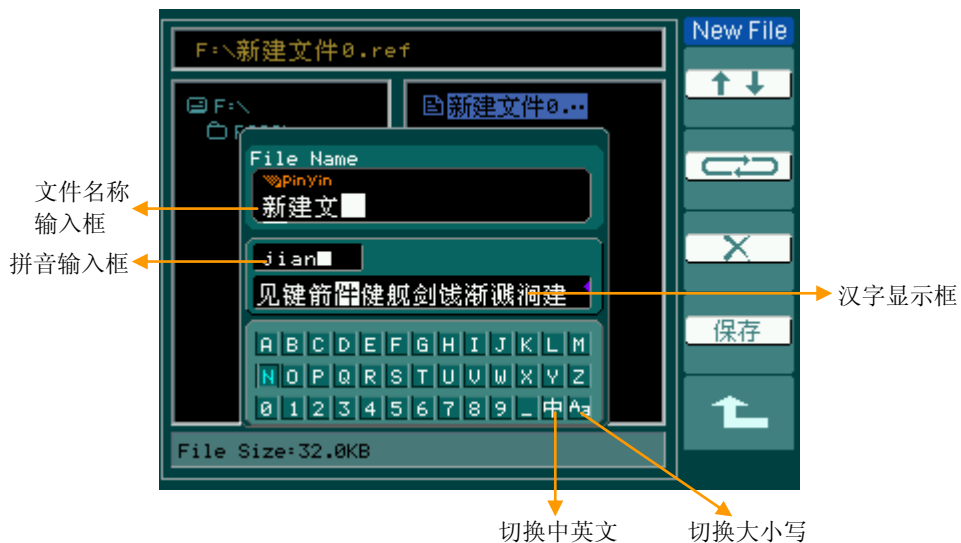 New File
F:\新建文件0.ref
F:\
新建文件0.
File Name
PinYin
新建文
jian
见键箭件健舰剑饯渐溅涧建
A B C D E F G H I J K L M
N O P Q R S T U V W X Y Z
0 1 2 3 4 5 6 7 8 9 _ 中 Aa
File Size:32.0KB
保存
文件名称
输入框
拼音输入框
汉字显示框
切换中英文
切换大小写